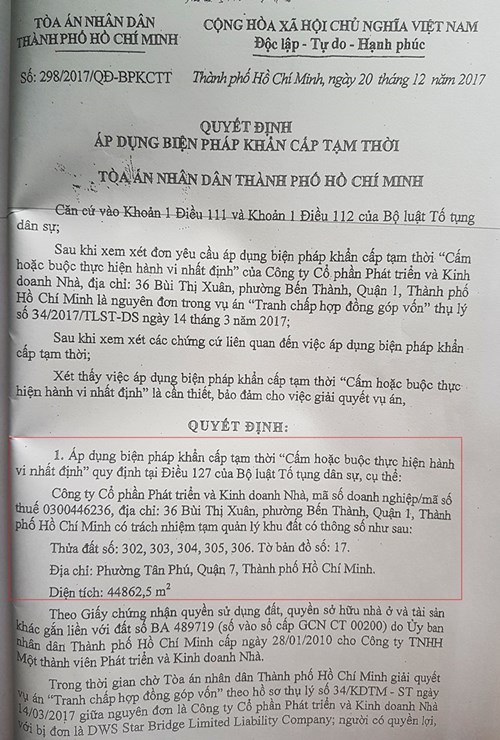 TÒA ÁN NHÂN DÂN
THÀNH PHỐ HỒ CHÍ MINH
CỘNG HÒA XÃ HỘI CHỦ NGHĨA VIỆT NAM
Độc lập - Tự do - Hạnh phúc
Số: 298/2017/QĐ-BPKCTT
Thành phố Hồ Chí Minh, ngày 20 tháng 12 năm 2017
QUYẾT ĐỊNH
ÁP DỤNG BIỆN PHÁP KHẨN CẤP TẠM THỜI
TÒA ÁN NHÂN DÂN THÀNH PHỐ HỒ CHÍ MINH
Căn cứ vào Khoản 1 Điều 111 và Khoản 1 Điều 112 của Bộ luật Tố tụng
dân sự;
Sau khi xem xét đơn yêu cầu áp dụng biện pháp khẩn cấp tạm thời “Cấm
hoặc buộc thực hiện hành vi nhất định” của Công ty Cổ phần Phát triển và Kinh
doanh Nhà, địa chỉ: 36 Bùi Thị Xuân, phường Bến Thành, Quận 1, Thành phố
Hồ Chí Minh là nguyên đơn trong vụ án “Tranh chấp hợp đồng góp vốn” thụ lý
số 34/2017/TLST-DS ngày 14 tháng 3 năm 2017;
Sau khi xem xét các chứng cứ liên quan đến việc áp dụng biện pháp khẩn
cấp tạm thời;
Xét thấy việc áp dụng biện pháp khẩn cấp tạm thời “Cấm hoặc buộc thực
hiện hành vi nhất định” là cần thiết, bảo đảm cho việc giải quyết vụ án,
QUYẾT ĐỊNH:
1. Áp dụng biện pháp khẩn cấp tạm thời “Cấm hoặc buộc thực hiện hành
vi nhất định” quy định tại Điều 127 của Bộ luật Tố tụng dân sự, cụ thể:
Công ty Cổ phần Phát triển và Kinh doanh Nhà, mã số doanh nghiệp/mã số
thuế 0300446236, địa chỉ: 36 Bùi Thị Xuân, phường Bến Thành, Quận 1, Thành
phố Hồ Chí Minh có trách nhiệm tạm quản lý khu đất có thông số như sau:
Thửa đất số: 302, 303, 304, 305, 306. Tờ bản đồ số: 17.
Địa chỉ: Phường Tân Phú, Quận 7, Thành phố Hồ Chí Minh.
Diện tích: 44862,5 m²
Theo Giấy chứng nhận quyền sử dụng đất, quyền sở hữu nhà ở và tài sản
khác gắn liền với đất số BA 489719 (số vào sổ cấp GCN CT 00200) do Ủy ban
nhân dân Thành phố Hồ Chí Minh cấp ngày 28/01/2010 cho Công ty TNHH
Một thành viên Phát triển và Kinh doanh Nhà.
Trong thời gian chờ Tòa án nhân dân Thành phố Hồ Chí Minh giải quyết
vụ án “Tranh chấp hợp đồng góp vốn” theo hồ sơ thụ lý số 34/KDTM - ST ngày
14/03/2017 giữa nguyên đơn là Công ty Cổ phần Phát triển và Kinh doanh Nhà
với bị đơn là DWS Star Bridge Limited Liability Company; người có quyền lợi,